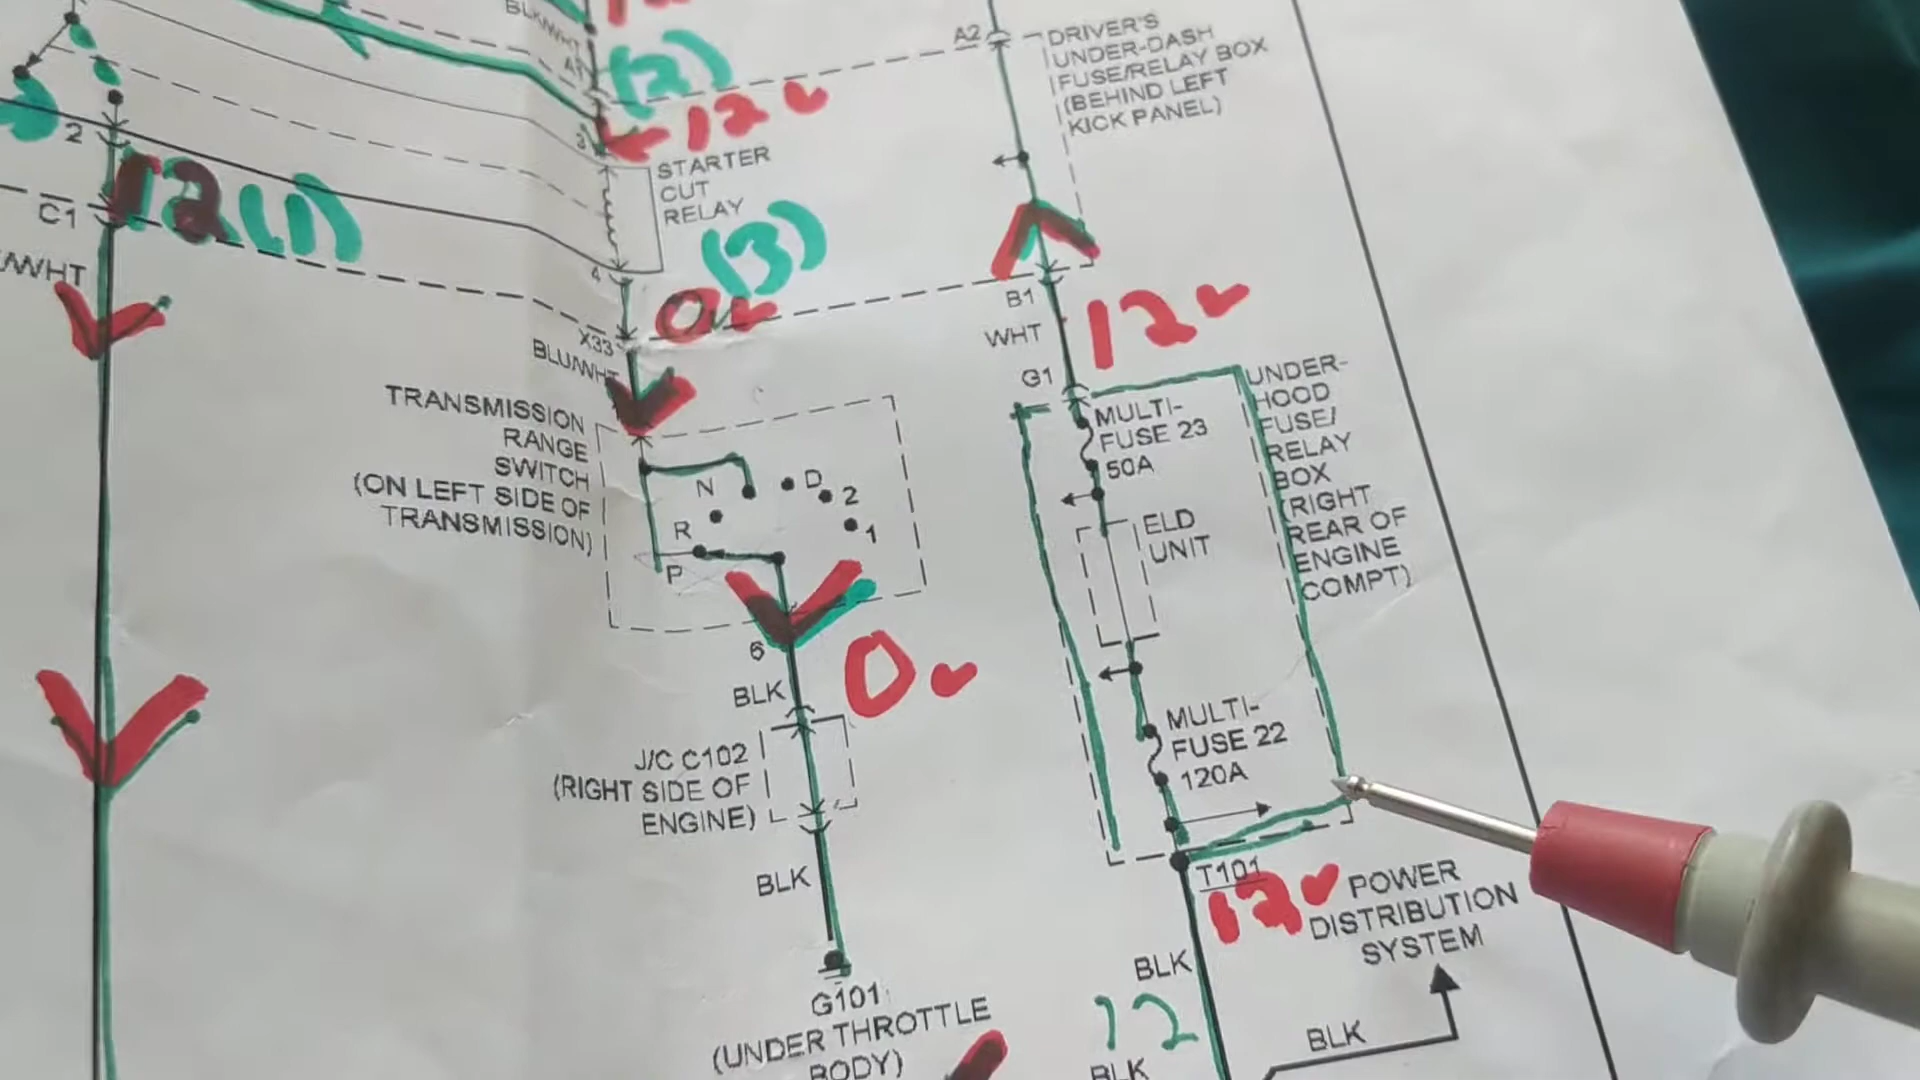 BLK/WHT
A2
DRIVER'S
UNDER-DASH
FUSE/RELAY BOX
(BEHIND LEFT
KICK PANEL)
(2)
3
12
STARTER
CUT
RELAY
2
C1
12 (1)
(3)
4
0
/WHT
X33
BLU/WHT
B1
WHT
12
G1
UNDER-
HOOD
FUSE/
RELAY
BOX
(RIGHT
REAR OF
ENGINE
COMPT)
MULTI-
FUSE 23
50A
ELD
UNIT
MULTI-
FUSE 22
120A
TRANSMISSION
RANGE
SWITCH
(ON LEFT SIDE OF
TRANSMISSION)
N
D
2
R
1
P
6
0
BLK
J/C C102
(RIGHT SIDE OF
ENGINE)
BLK
G101
(UNDER THROTTLE
BODY)
T101
12
POWER
DISTRIBUTION
SYSTEM
BLK
12
BLK
BLK